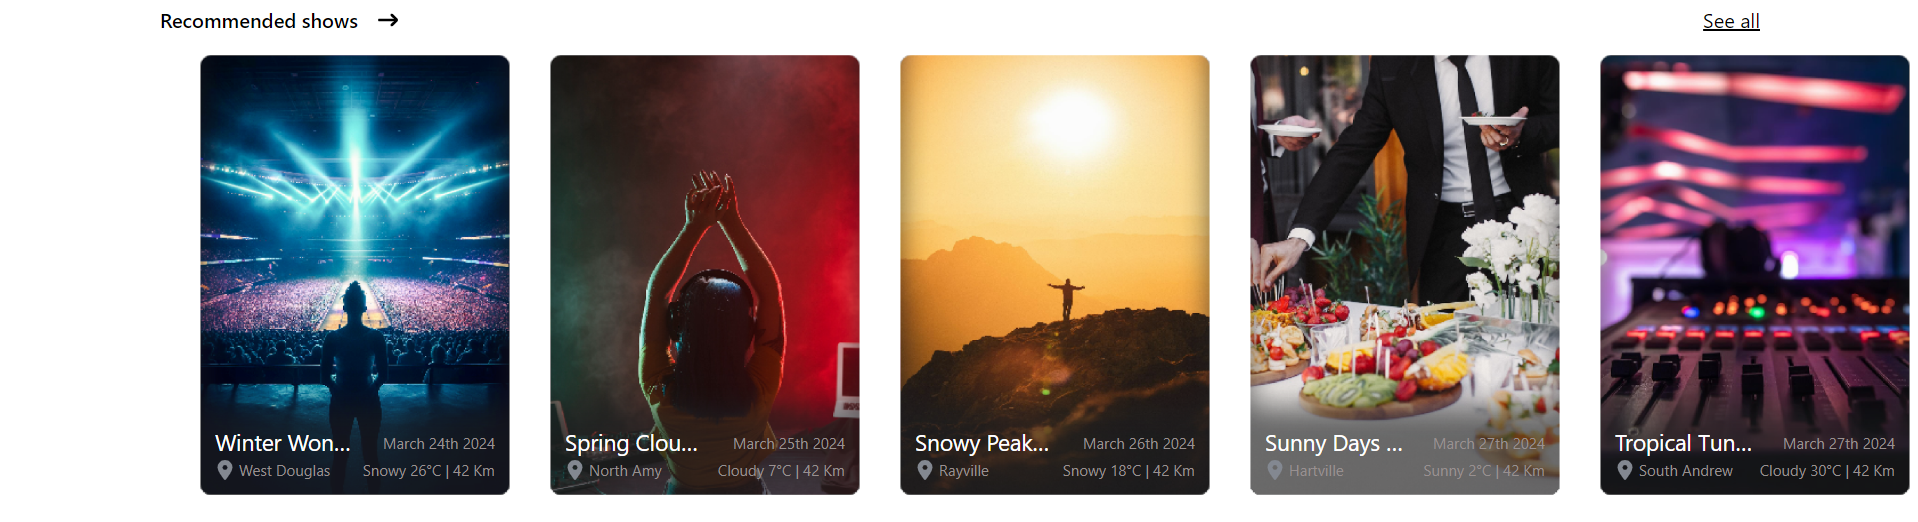 Recommended shows → See all
Winter Won... March 24th 2024
West Douglas Snowy 26°C | 42 Km
Spring Clou... March 25th 2024
North Amy Cloudy 7°C | 42 Km
Snowy Peak... March 26th 2024
Rayville Snowy 18°C | 42 Km
Sunny Days ... March 27th 2024
Hartville Sunny 2°C | 42 Km
Tropical Tun... March 27th 2024
South Andrew Cloudy 30°C | 42 Km